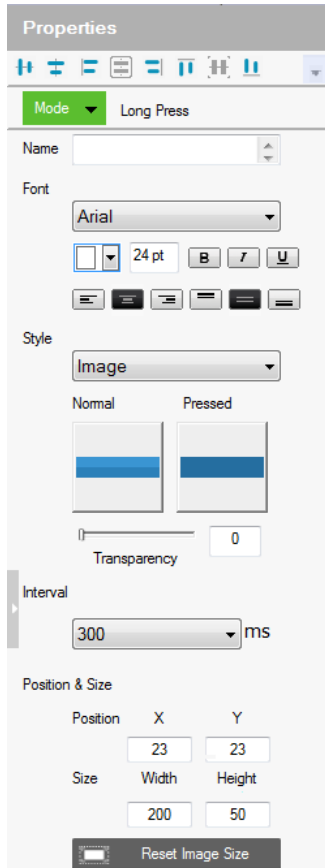 Properties
Mode Long Press
Name
Font
Arial
24 pt B I U
Style
Image
Normal Pressed
0
Transparency
Interval
300 ms
Position & Size
Position X Y
23 23
Size Width Height
200 50
Reset Image Size